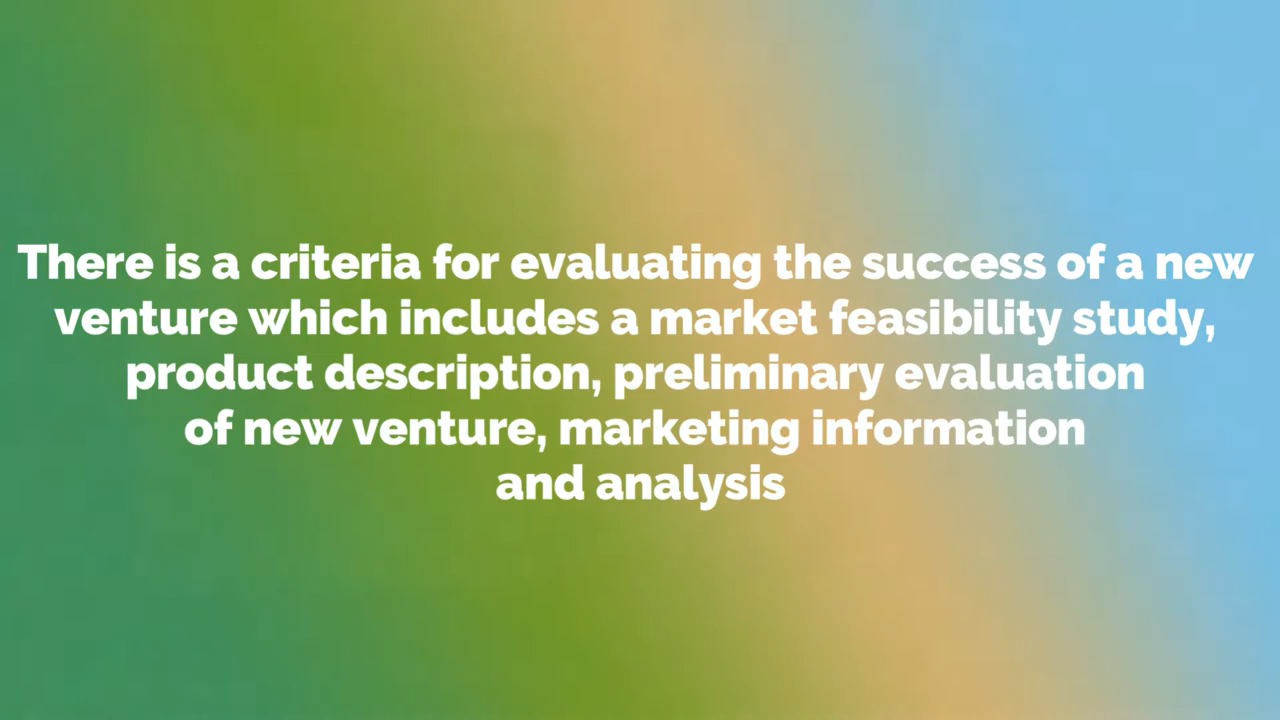 There is a criteria for evaluating the success of a new
venture which includes a market feasibility study,
product description, preliminary evaluation
of new venture, marketing information
and analysis